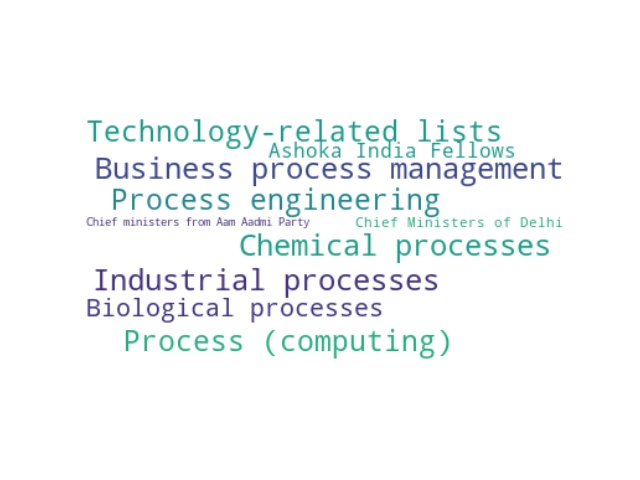 Technology-related lists
Ashoka India Fellows
Business process management
Process engineering
Chief ministers from Aam Aadmi Party
Chief Ministers of Delhi
Chemical processes
Industrial processes
Biological processes
Process (computing)